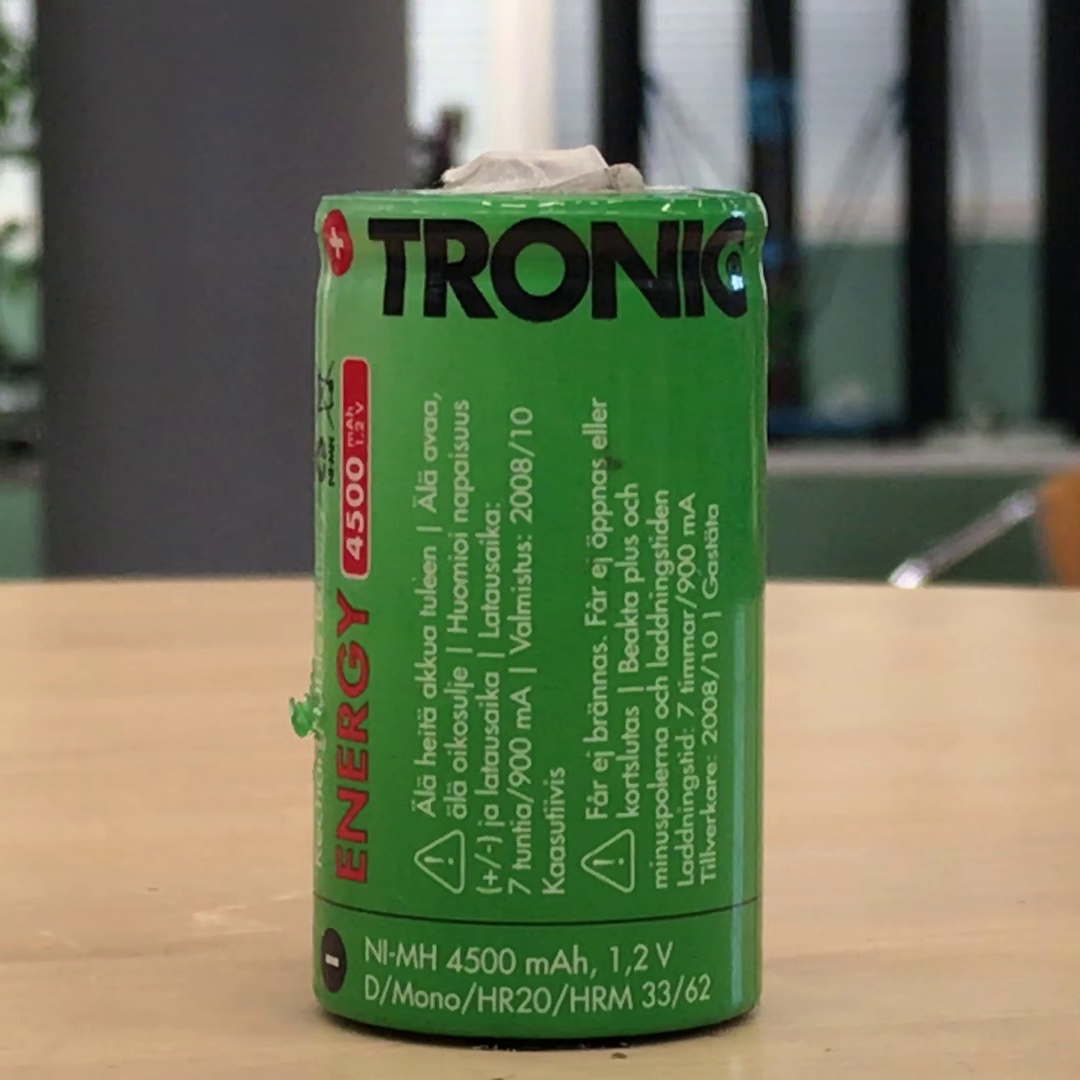 +
TRONIC
ENERGY 4500 mAh
1.2 V
NI-MH
Älä heitä akkua tuleen | Älä avaa,
älä oikosulje | Huomioi napaisuus
(+/-) ja latausaika | Latausaika:
7 tuntia/900 mA | Valmistus: 2008/10
Kaasutiivis
Får ej brännas. Får ej öppnas eller
kortslutas | Beakta plus och
minuspolerna och laddningstiden
Laddningstid: 7 timmar/900 mA
Tillverkare: 2008/10 | Gastäta
NI-MH 4500 mAh, 1,2 V
D/Mono/HR20/HRM 33/62